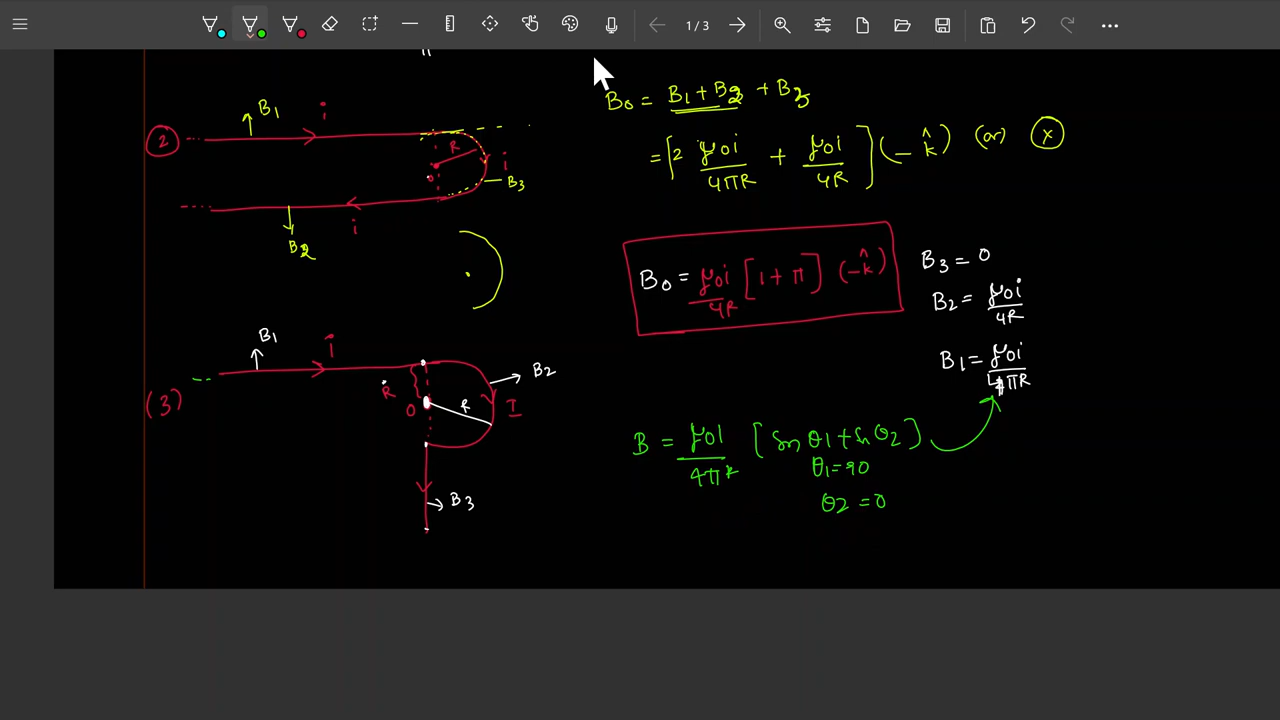 1 / 3
π
B₁
i
(2)
R
i
O
B₃
i
B₂
B₀ = B₁ + B₂ + B₃
= [2 μ₀i/4πR + μ₀i/4R] (-k̂) (or) ⓧ
B₀ = μ₀i/4R [1 + π] (-k̂)
B₃ = 0
B₂ = μ₀i/4R
B₁ = μ₀i/4πR
B₁
I
B₂
(3)
R
O
R
I
B₃
B = μ₀I/4πR [Sin θ₁ + Sin θ₂]
θ₁ = 90
θ₂ = 0